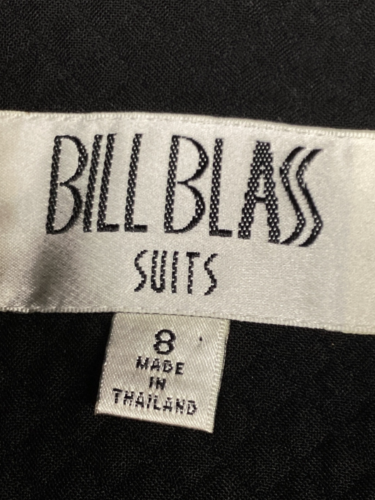 BILL BLASS
SUITS
8
MADE
IN
THAILAND